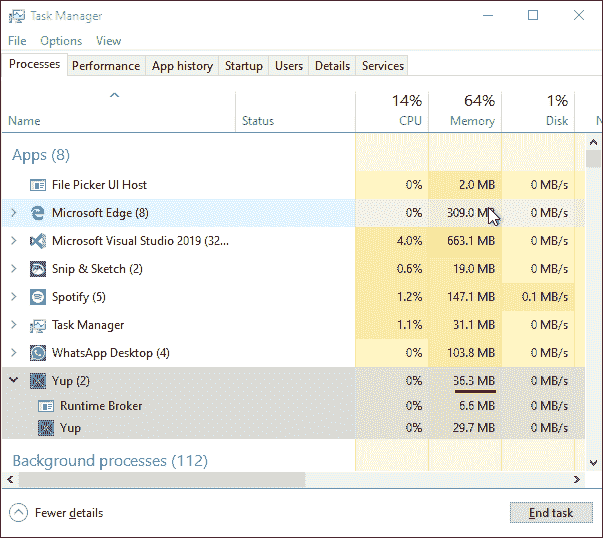 Task Manager
File Options View
Processes Performance App history Startup Users Details Services
14% 64% 1%
Name Status CPU Memory Disk N
Apps (8)
File Picker UI Host 0% 2.0 MB 0 MB/s
Microsoft Edge (8) 0% 309.0 MB 0 MB/s
Microsoft Visual Studio 2019 (32... 4.0% 663.1 MB 0 MB/s
Snip & Sketch (2) 0.6% 19.0 MB 0 MB/s
Spotify (5) 1.2% 147.1 MB 0.1 MB/s
Task Manager 1.1% 31.1 MB 0 MB/s
WhatsApp Desktop (4) 0% 103.8 MB 0 MB/s
Yup (2) 0% 36.3 MB 0 MB/s
Runtime Broker 0% 6.6 MB 0 MB/s
Yup 0% 29.7 MB 0 MB/s
Background processes (112)
Fewer details End task